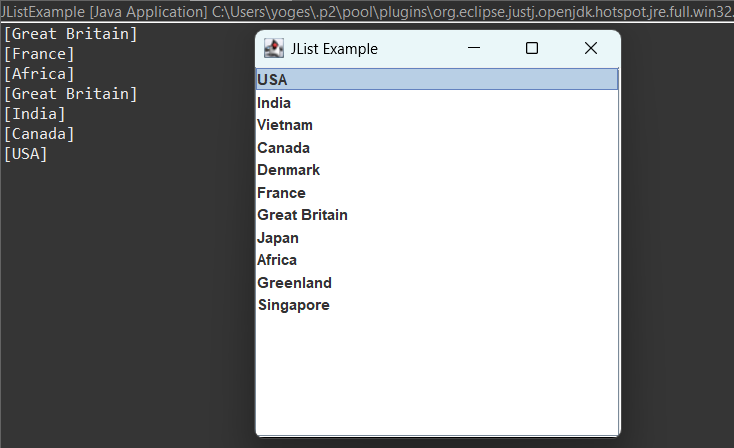 JListExample [Java Application] C:\Users\yoges\.p2\pool\plugins\org.eclipse.justj.openjdk.hotspot.jre.full.win32.
[Great Britain]
[France]
[Africa]
[Great Britain]
[India]
[Canada]
[USA]
JList Example
USA
India
Vietnam
Canada
Denmark
France
Great Britain
Japan
Africa
Greenland
Singapore